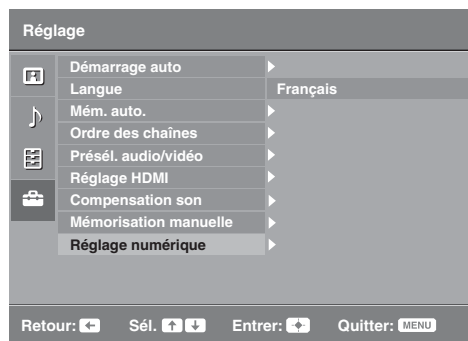 Réglage
Démarrage auto
Langue Français
Mém. auto.
Ordre des chaînes
Présél. audio/vidéo
Réglage HDMI
Compensation son
Mémorisation manuelle
Réglage numérique
Retour: Sél. Entrer: Quitter: MENU